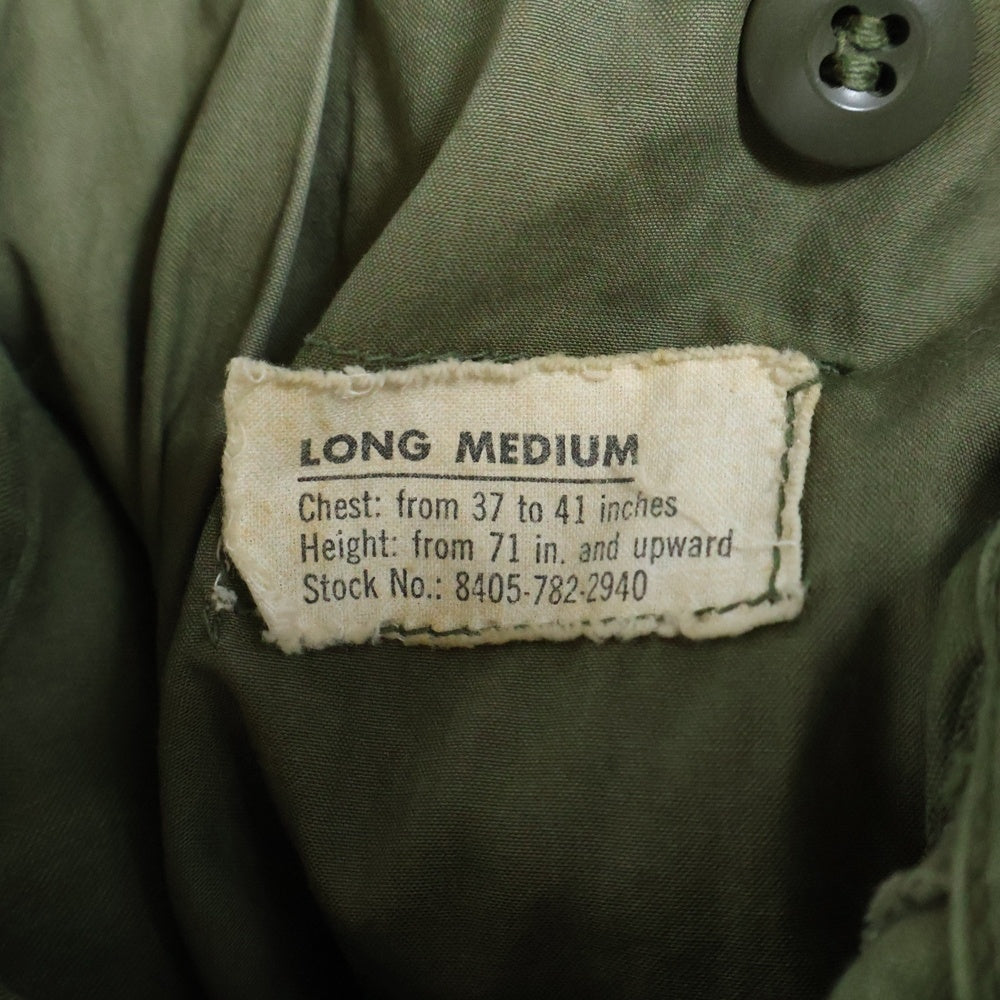 LONG MEDIUM
Chest: from 37 to 41 inches
Height: from 71 in. and upward
Stock No.: 8405-782-2940